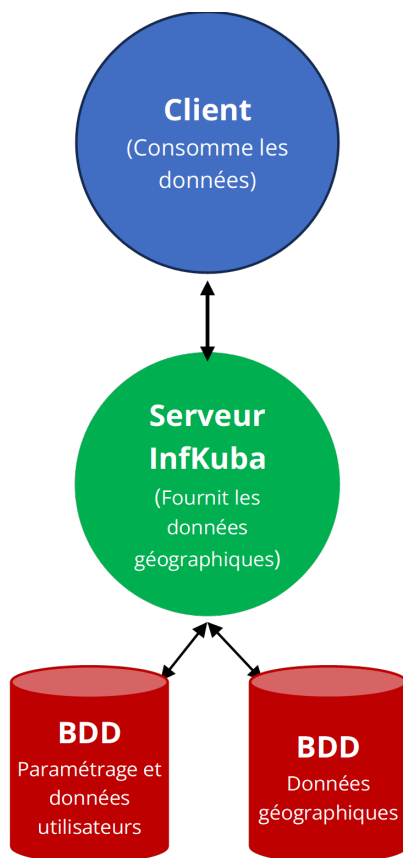 Client
(Consomme les
données)
Serveur
InfKuba
(Fournit les
données
géographiques)
BDD
Paramétrage et
données
utilisateurs
BDD
Données
géographiques